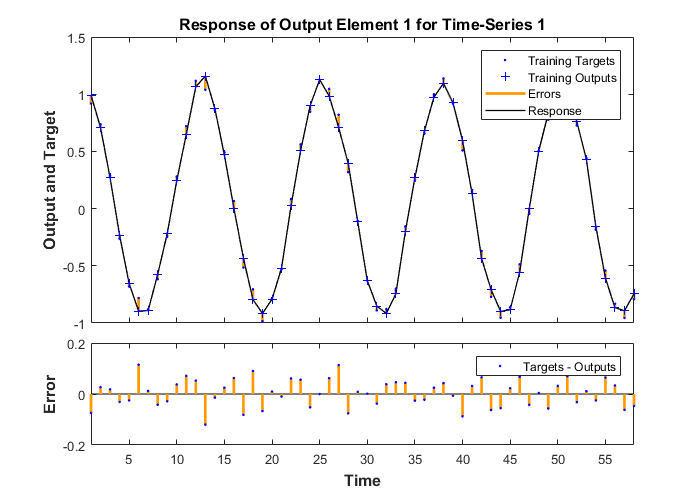 Response of Output Element 1 for Time-Series 1
1.5
1
0.5
0
-0.5
-1
Output and Target
Training Targets
Training Outputs
Errors
Response
0.2
0
-0.2
Error
Targets - Outputs
5 10 15 20 25 30 35 40 45 50 55
Time